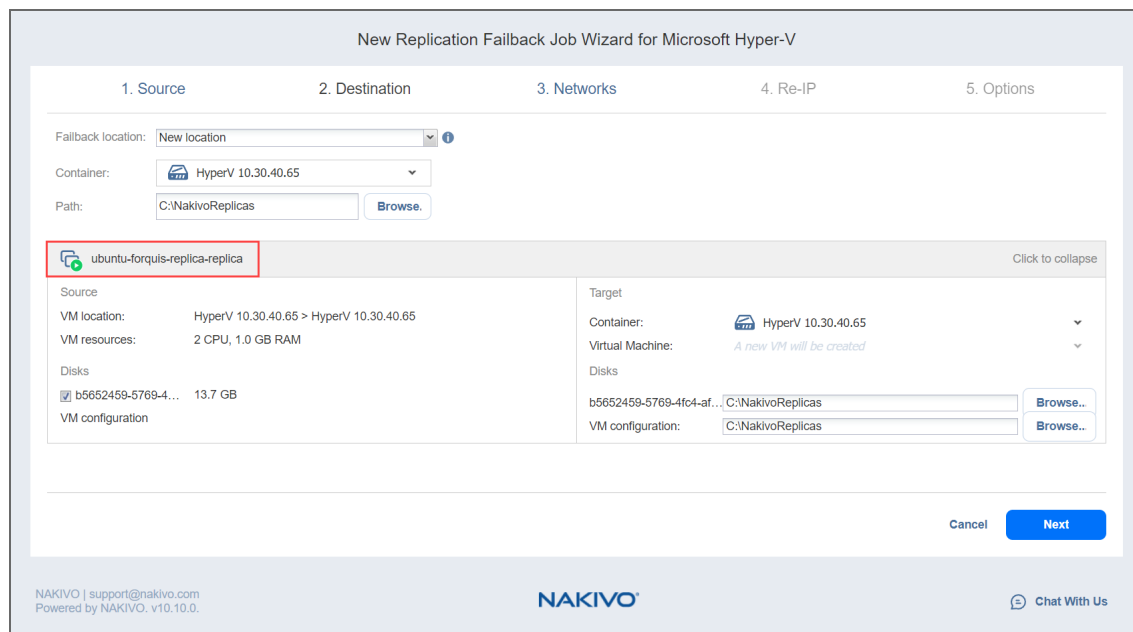 New Replication Failback Job Wizard for Microsoft Hyper-V
1. Source 2. Destination 3. Networks 4. Re-IP 5. Options
Failback location: New location
Container: HyperV 10.30.40.65
Path: C:\NakivoReplicas Browse.
ubuntu-forquis-replica-replica Click to collapse
Source
VM location: HyperV 10.30.40.65 > HyperV 10.30.40.65
VM resources: 2 CPU, 1.0 GB RAM
Disks
b5652459-5769-4... 13.7 GB
VM configuration
Target
Container: HyperV 10.30.40.65
Virtual Machine: A new VM will be created
Disks
b5652459-5769-4fc4-af... C:\NakivoReplicas Browse...
VM configuration: C:\NakivoReplicas Browse...
Cancel Next
NAKIVO | support@nakivo.com
Powered by NAKIVO. v10.10.0.
NAKIVO®
Chat With Us